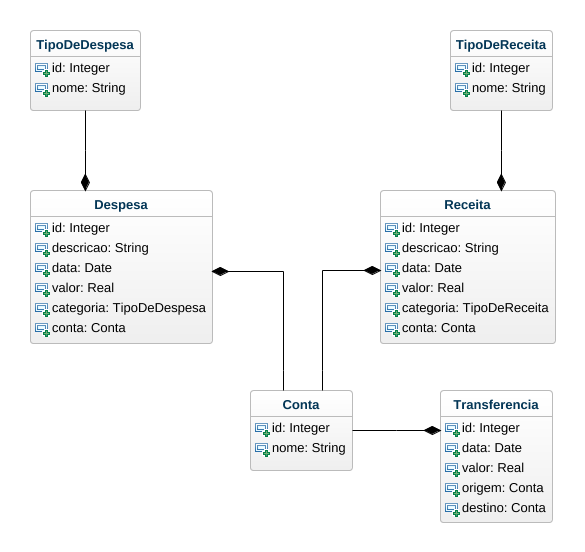 TipoDeDespesa
id: Integer
nome: String
TipoDeReceita
id: Integer
nome: String
Despesa
id: Integer
descricao: String
data: Date
valor: Real
categoria: TipoDeDespesa
conta: Conta
Receita
id: Integer
descricao: String
data: Date
valor: Real
categoria: TipoDeReceita
conta: Conta
Conta
id: Integer
nome: String
Transferencia
id: Integer
data: Date
valor: Real
origem: Conta
destino: Conta